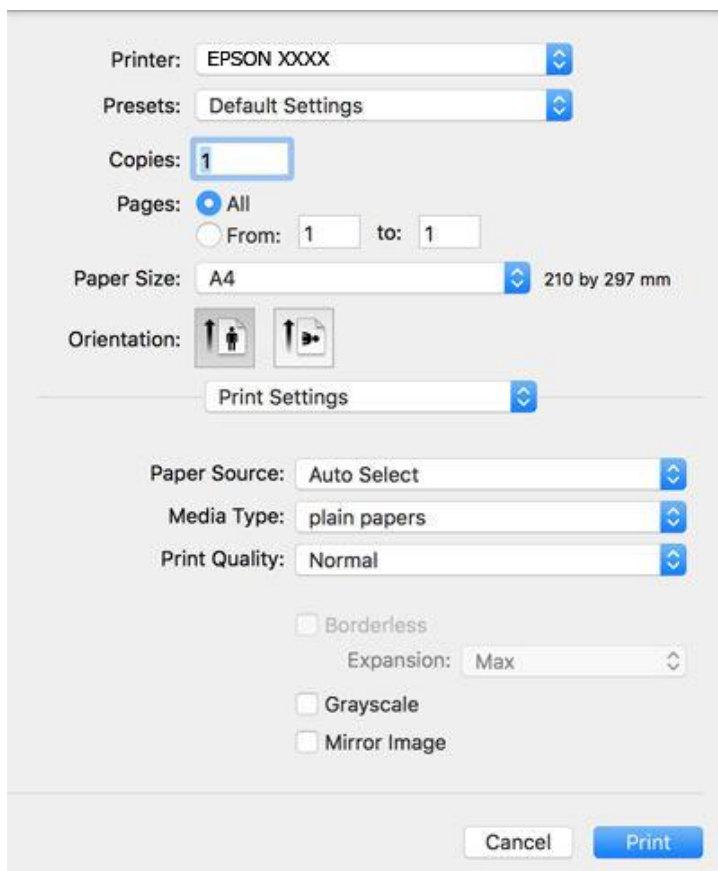 Printer: EPSON XXXX
Presets: Default Settings
Copies: 1
Pages: All
From: 1 to: 1
Paper Size: A4 210 by 297 mm
Orientation:
Print Settings
Paper Source: Auto Select
Media Type: plain papers
Print Quality: Normal
Borderless
Expansion: Max
Grayscale
Mirror Image
Cancel Print